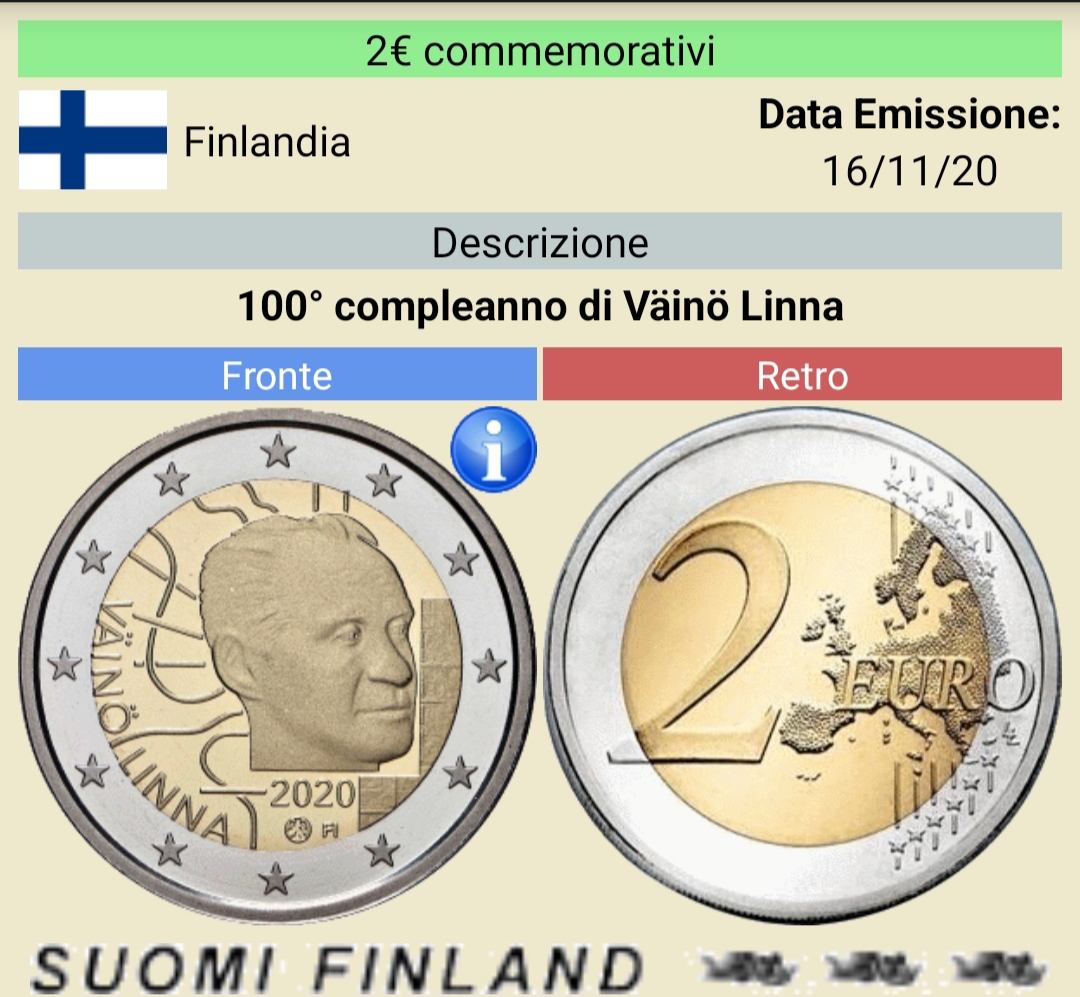 2€ commemorativi
Finlandia
Data Emissione:
16/11/20
Descrizione
100° compleanno di Väinö Linna
Fronte
Retro
VÄINÖ LINNA
2020
FI
2
EURO
SUOMI FINLAND